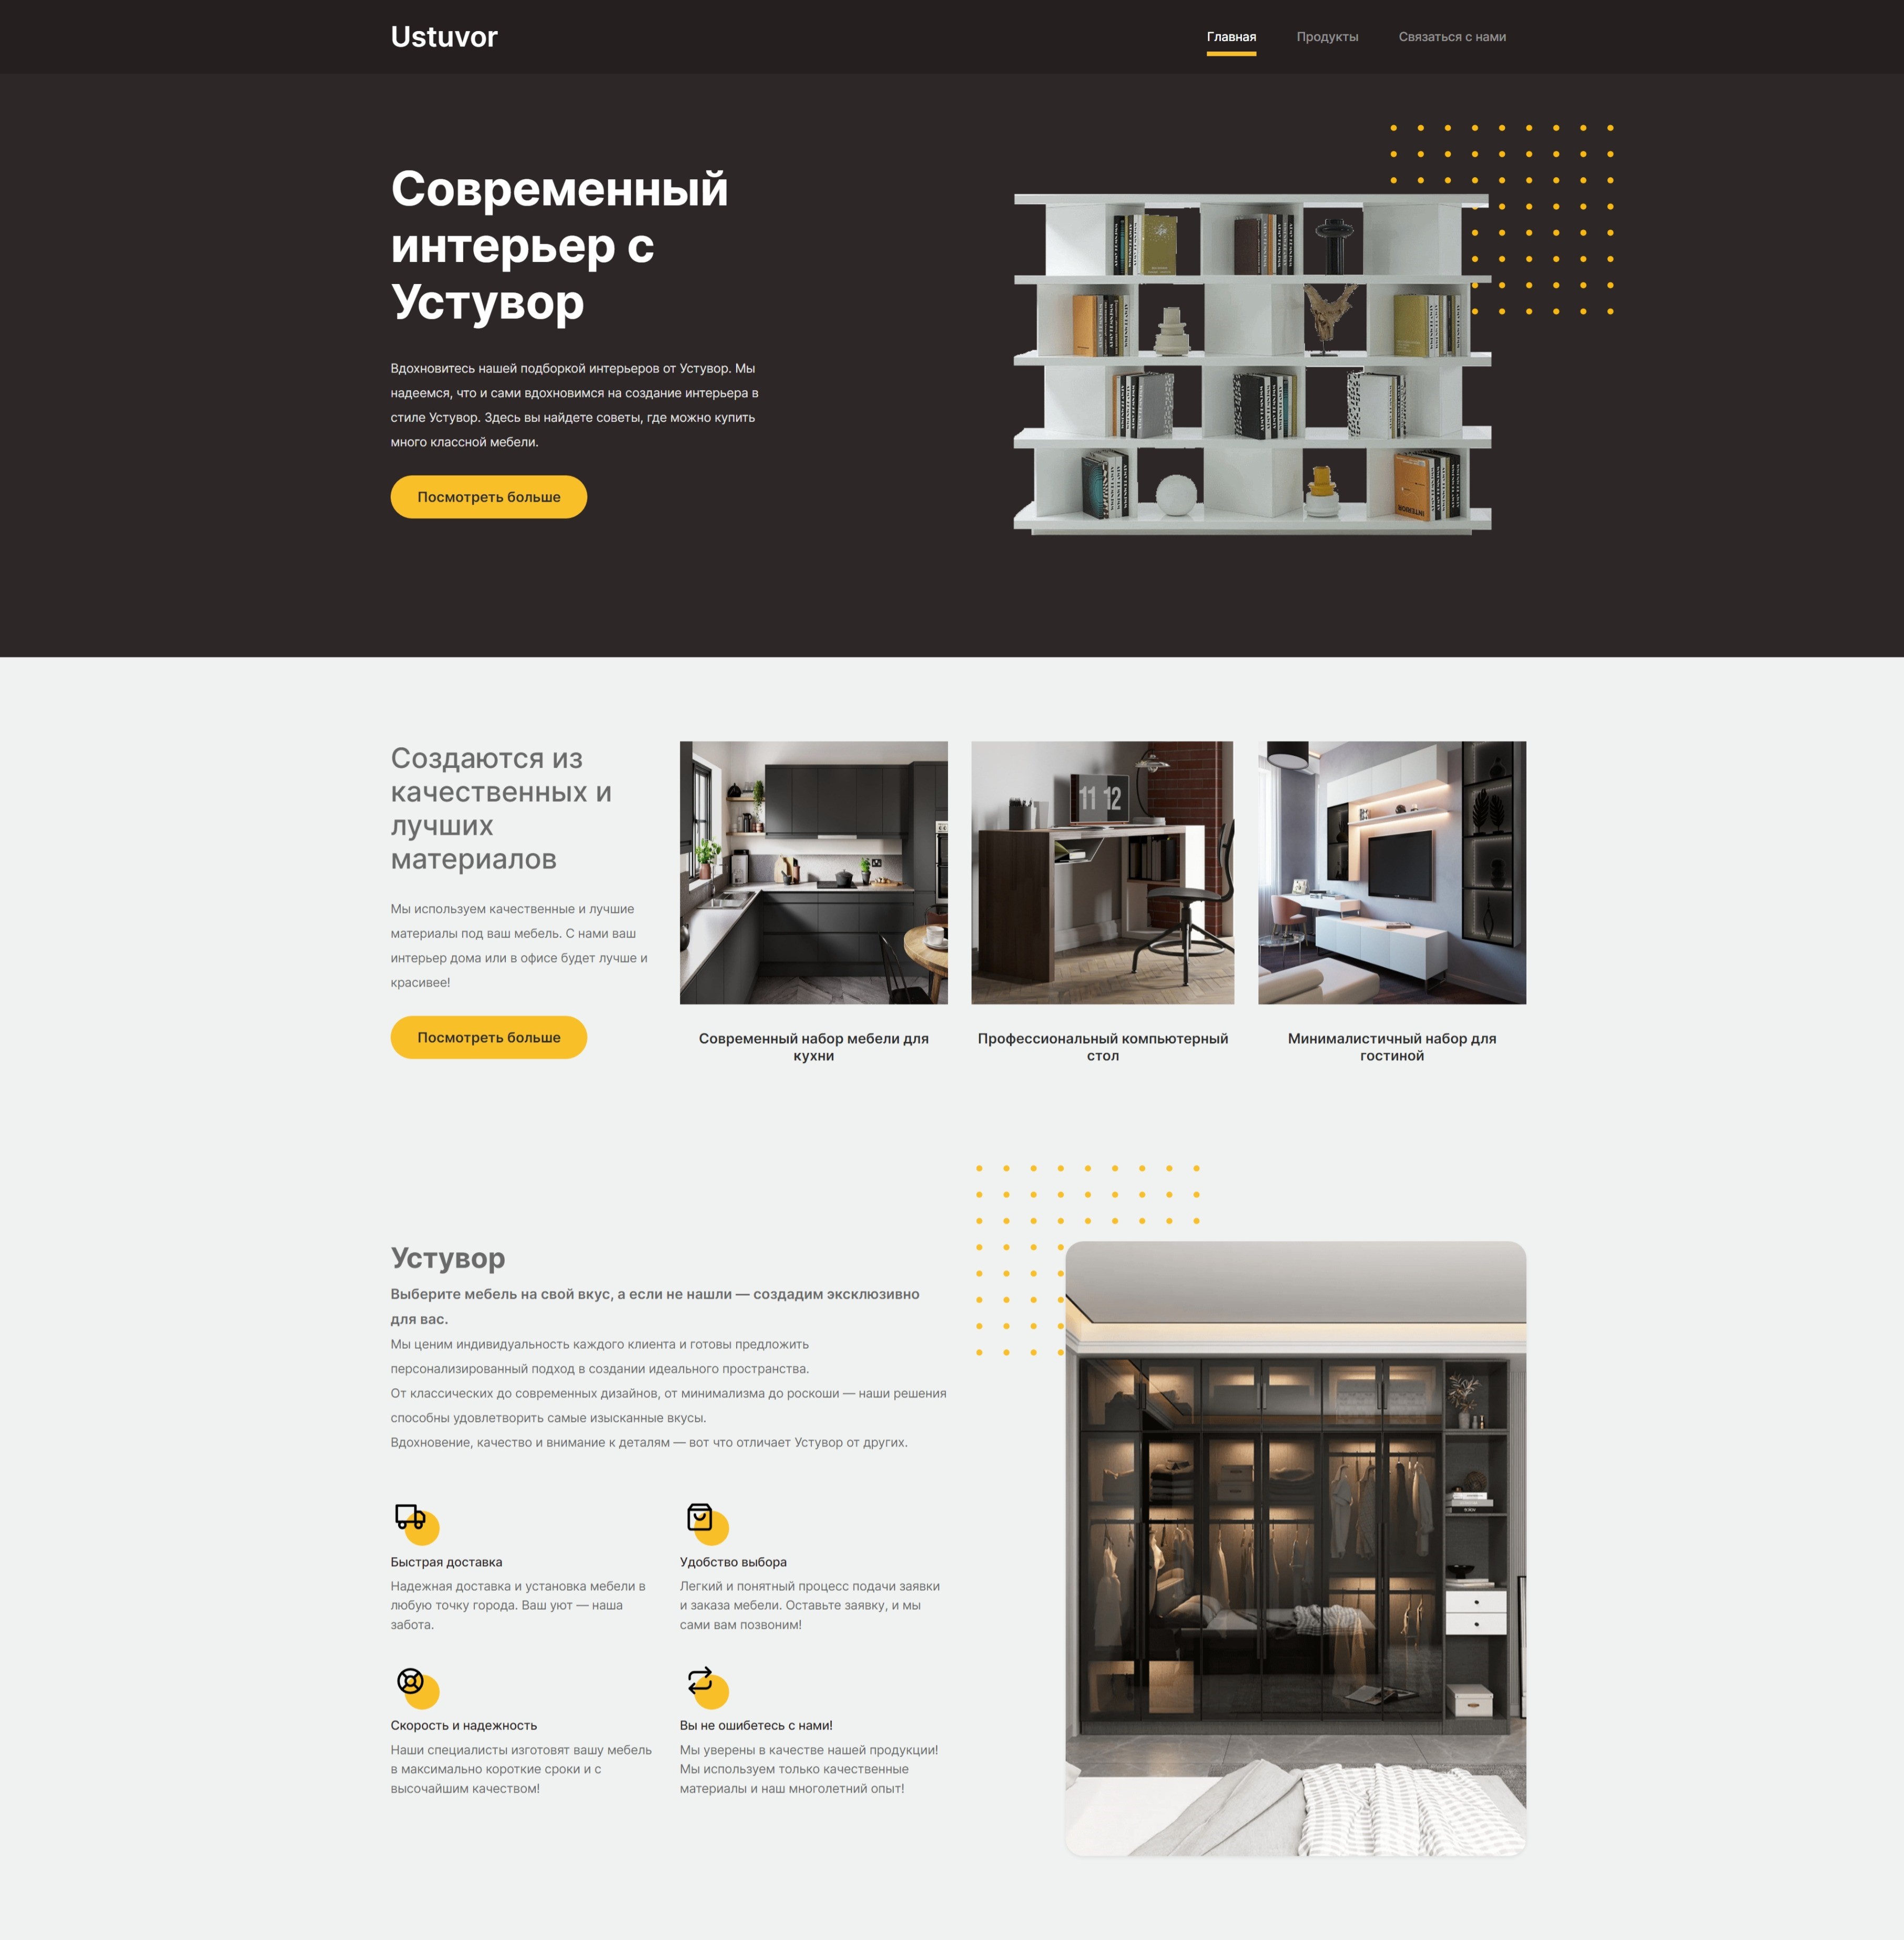 Ustuvor
Главная
Продукты
Связаться с нами
Современный
интерьер с
Устувор
Вдохновитесь нашей подборкой интерьеров от Устувор. Мы
надеемся, что и сами вдохновимся на создание интерьера в
стиле Устувор. Здесь вы найдете советы, где можно купить
много классной мебели.
Посмотреть больше
INTERIOR
Создаются из
качественных и
лучших
материалов
Мы используем качественные и лучшие
материалы под ваш мебель. С нами ваш
интерьер дома или в офисе будет лучше и
красивее!
Посмотреть больше
11 12
Современный набор мебели для
кухни
Профессиональный компьютерный
стол
Минималистичный набор для
гостиной
Устувор
Выберите мебель на свой вкус, а если не нашли — создадим эксклюзивно
для вас.
Мы ценим индивидуальность каждого клиента и готовы предложить
персонализированный подход в создании идеального пространства.
От классических до современных дизайнов, от минимализма до роскоши — наши решения
способны удовлетворить самые изысканные вкусы.
Вдохновение, качество и внимание к деталям — вот что отличает Устувор от других.
Быстрая доставка
Надежная доставка и установка мебели в
любую точку города. Ваш уют — наша
забота.
Удобство выбора
Легкий и понятный процесс подачи заявки
и заказа мебели. Оставьте заявку, и мы
сами вам позвоним!
Скорость и надежность
Наши специалисты изготовят вашу мебель
в максимально короткие сроки и с
высочайшим качеством!
Вы не ошибетесь с нами!
Мы уверены в качестве нашей продукции!
Мы используем только качественные
материалы и наш многолетний опыт!